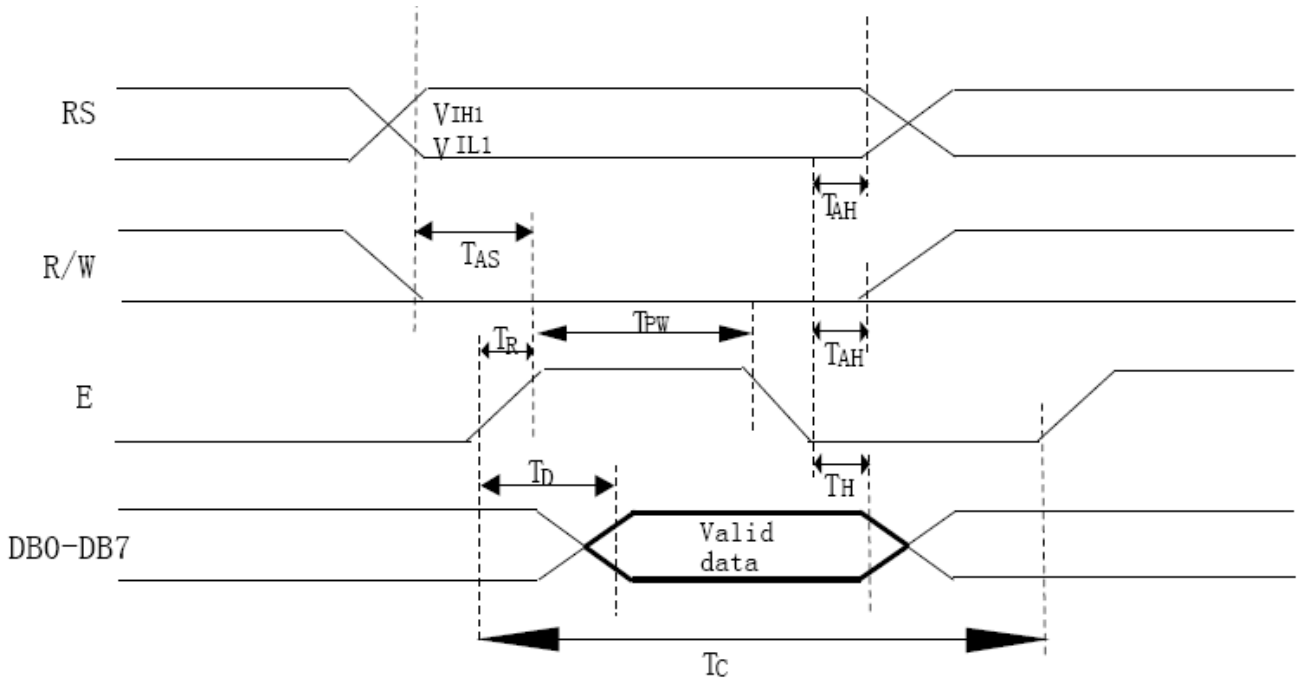 RS
VIH1
VIL1
TAH
R/W
TAS
TR
TPW
TAH
E
TD
TH
DB0-DB7
Valid
data
TC